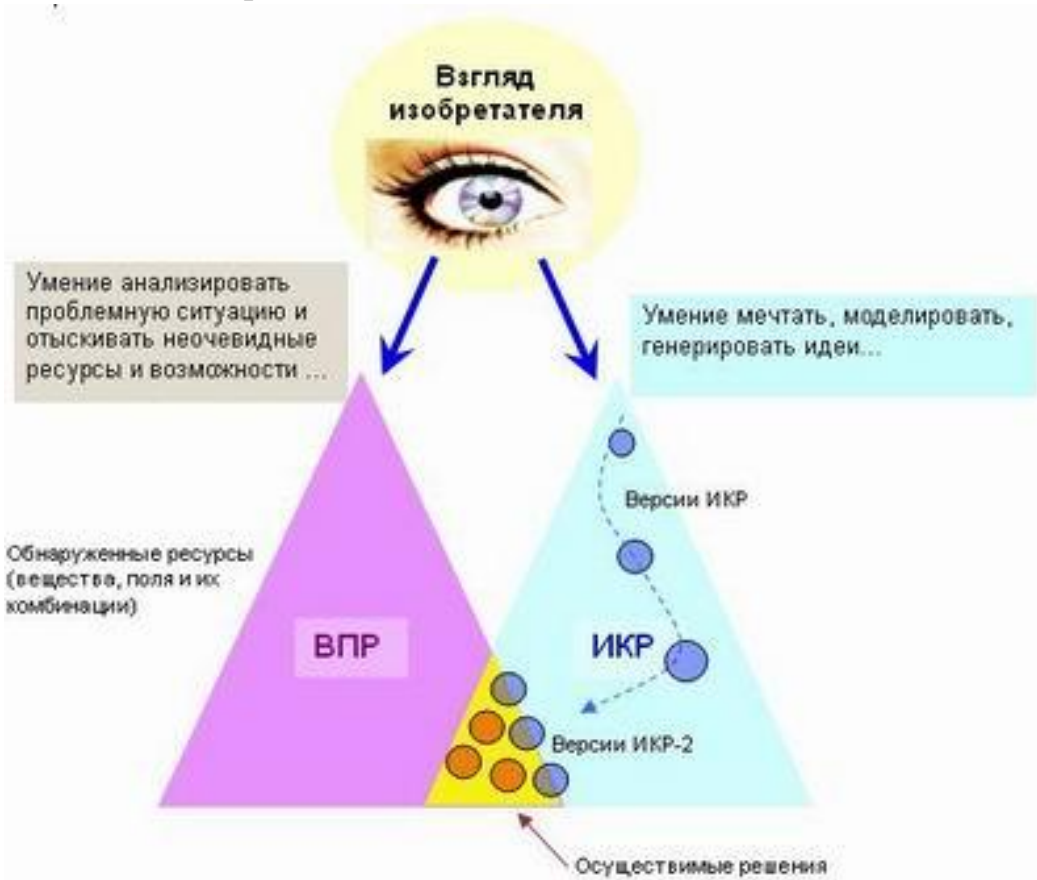 Взгляд
изобретателя
Умение анализировать
проблемную ситуацию и
отыскивать неочевидные
ресурсы и возможности ...
Умение мечтать, моделировать,
генерировать идеи...
Версии ИКР
Обнаруженные ресурсы
(вещества, поля и их
комбинации)
ВПР
ИКР
Версии ИКР-2
Осуществимые решения